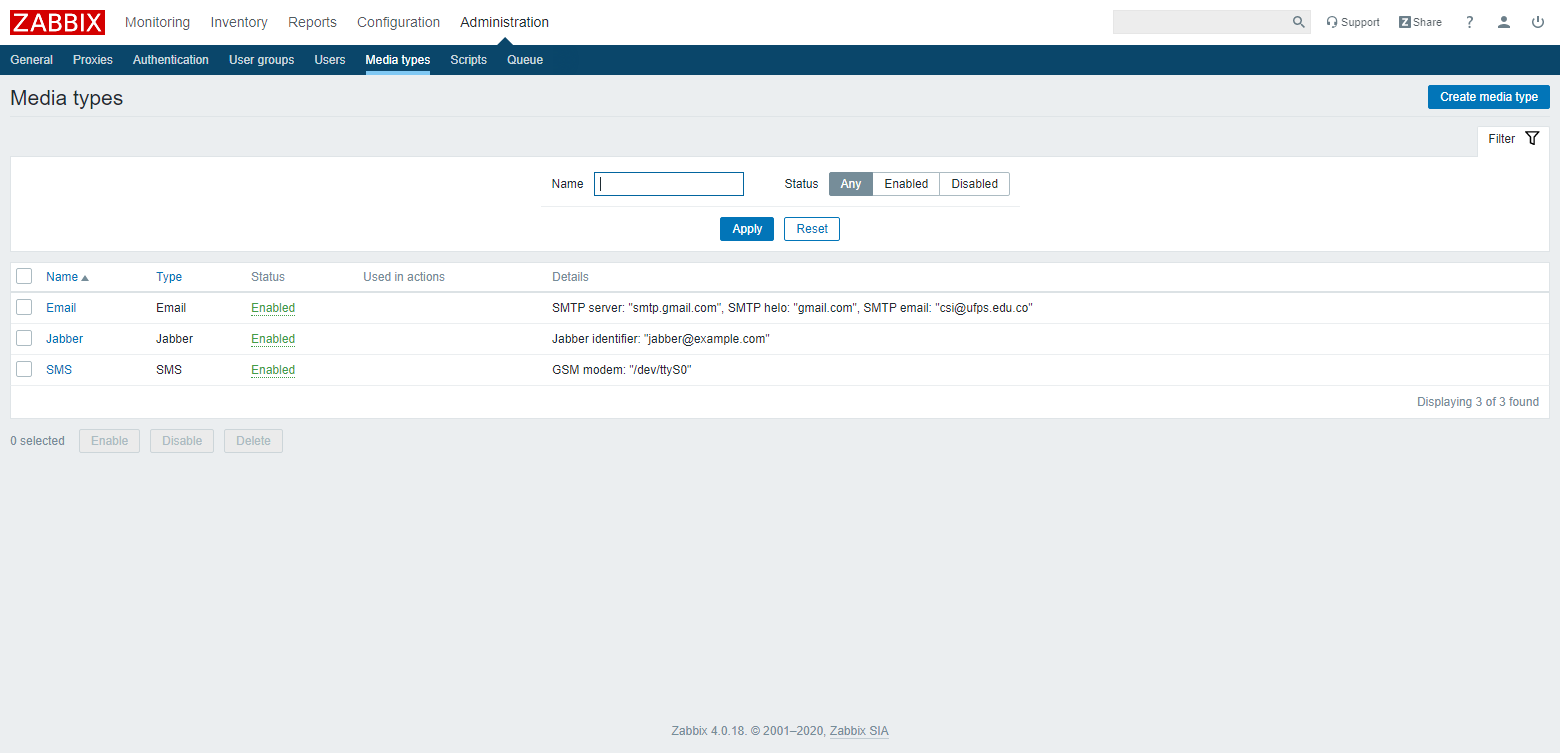 ZABBIX Monitoring Inventory Reports Configuration Administration Support Z Share ?
General Proxies Authentication User groups Users Media types Scripts Queue
Media types Create media type
Filter
Name Status Any Enabled Disabled
Apply Reset
Name Type Status Used in actions Details
Email Email Enabled SMTP server: "smtp.gmail.com", SMTP helo: "gmail.com", SMTP email: "csi@ufps.edu.co"
Jabber Jabber Enabled Jabber identifier: "jabber@example.com"
SMS SMS Enabled GSM modem: "/dev/ttyS0"
Displaying 3 of 3 found
0 selected Enable Disable Delete
Zabbix 4.0.18. © 2001–2020, Zabbix SIA